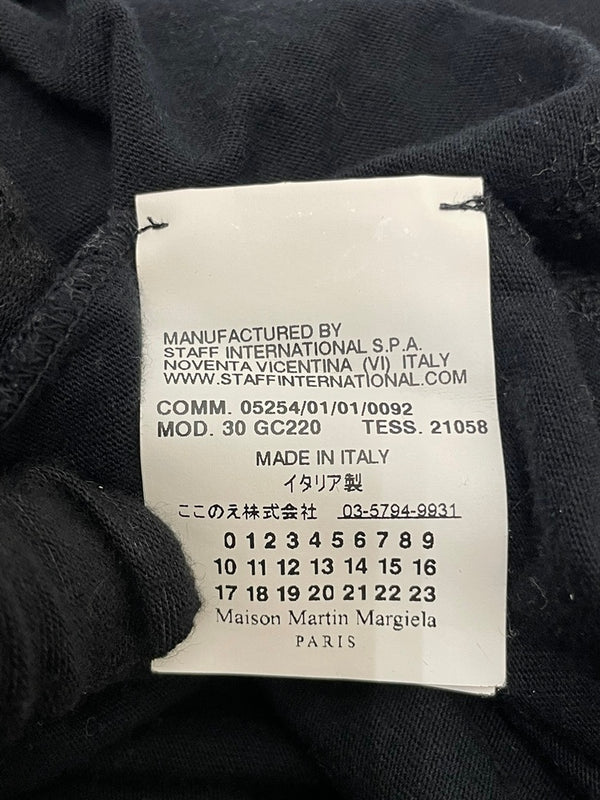 MANUFACTURED BY
STAFF INTERNATIONAL S.P.A.
NOVENTA VICENTINA (VI) ITALY
WWW.STAFFINTERNATIONAL.COM
COMM. 05254/01/01/0092
MOD. 30 GC220 TESS. 21058
MADE IN ITALY
イタリア製
ここのえ株式会社 03-5794-9931
0 1 2 3 4 5 6 7 8 9
10 11 12 13 14 15 16
17 18 19 20 21 22 23
Maison Martin Margiela
PARIS